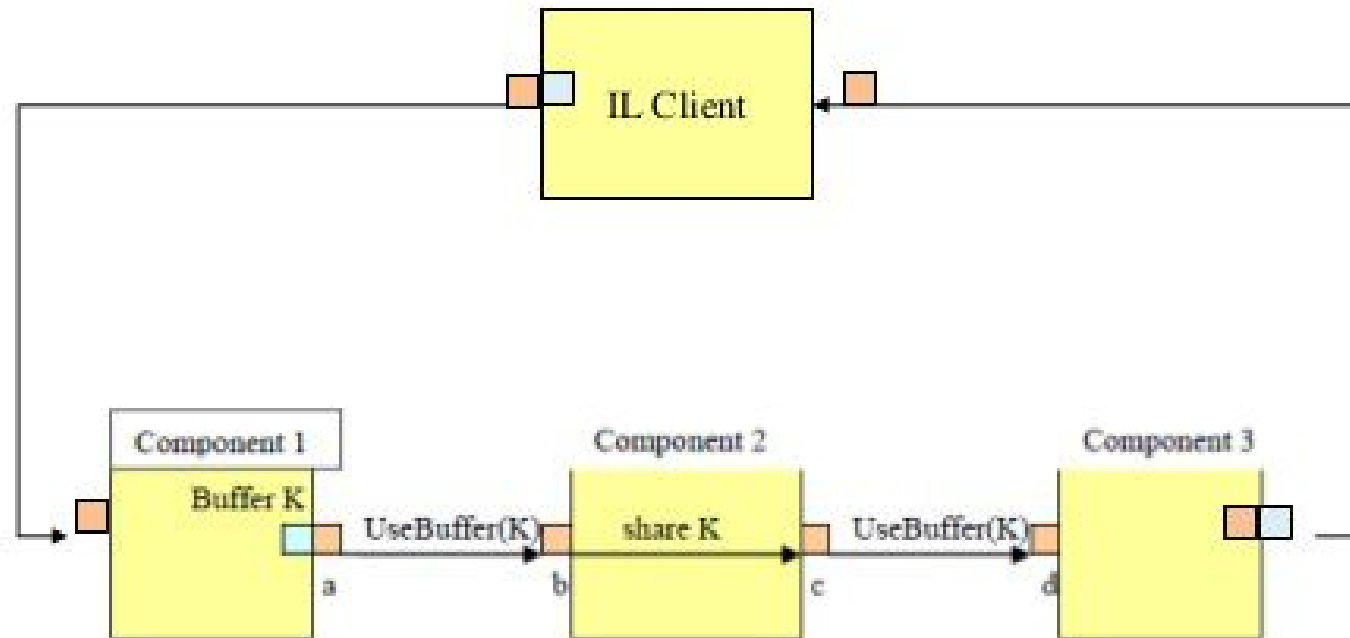 IL Client
Component 1
Component 2
Component 3
Buffer K
UseBuffer(K)
share K
UseBuffer(K)
a
b
c
d